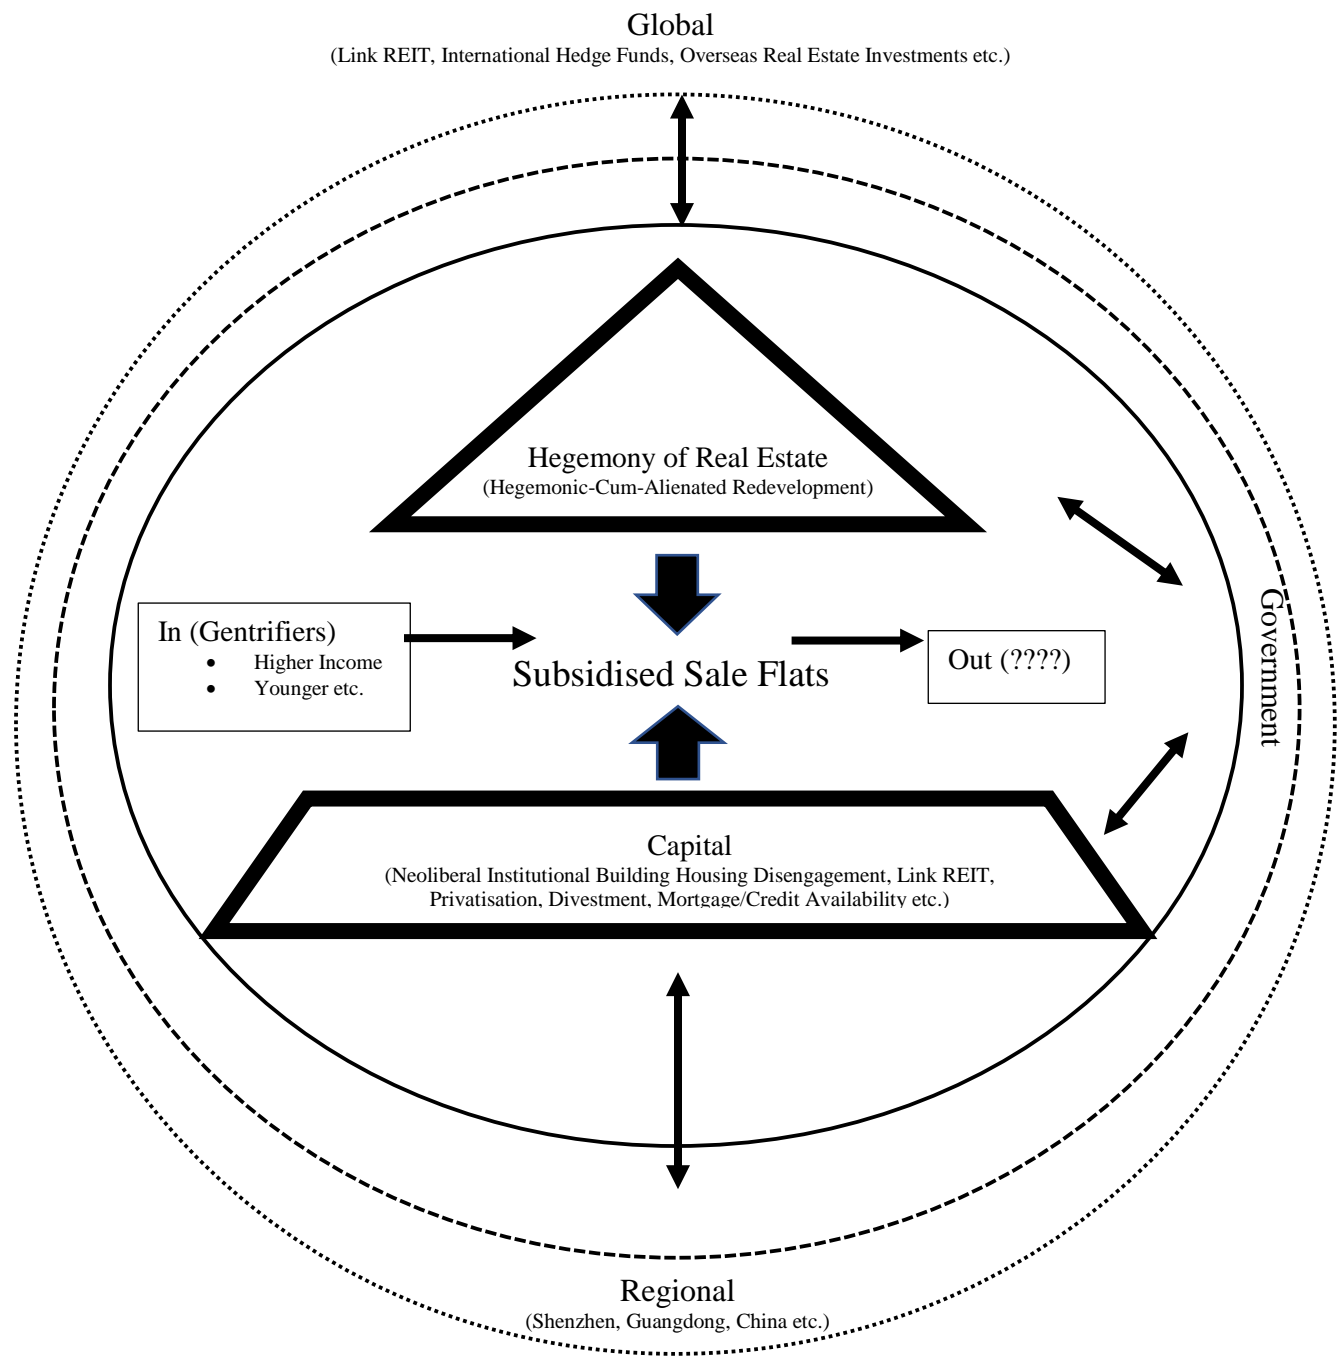 Global
(Link REIT, International Hedge Funds, Overseas Real Estate Investments etc.)
Hegemony of Real Estate
(Hegemonic-Cum-Alienated Redevelopment)
In (Gentrifiers)
• Higher Income
• Younger etc.
Subsidised Sale Flats
Out (????)
Government
Capital
(Neoliberal Institutional Building Housing Disengagement, Link REIT,
Privatisation, Divestment, Mortgage/Credit Availability etc.)
Regional
(Shenzhen, Guangdong, China etc.)